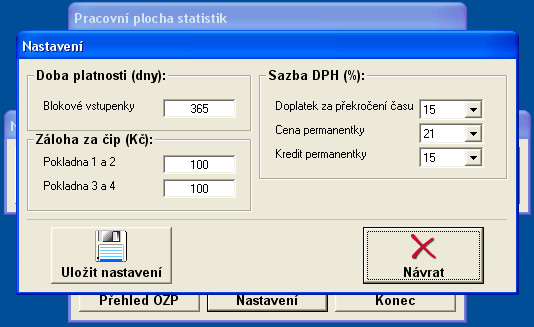 Pracovní plocha statistik
Nastavení
Doba platnosti (dny):
Blokové vstupenky 365
Záloha za čip (Kč):
Pokladna 1 a 2 100
Pokladna 3 a 4 100
Sazba DPH (%):
Doplatek za překročení času 15
Cena permanentky 21
Kredit permanentky 15
Uložit nastavení
Návrat
Přehled OZP
Nastavení
Konec